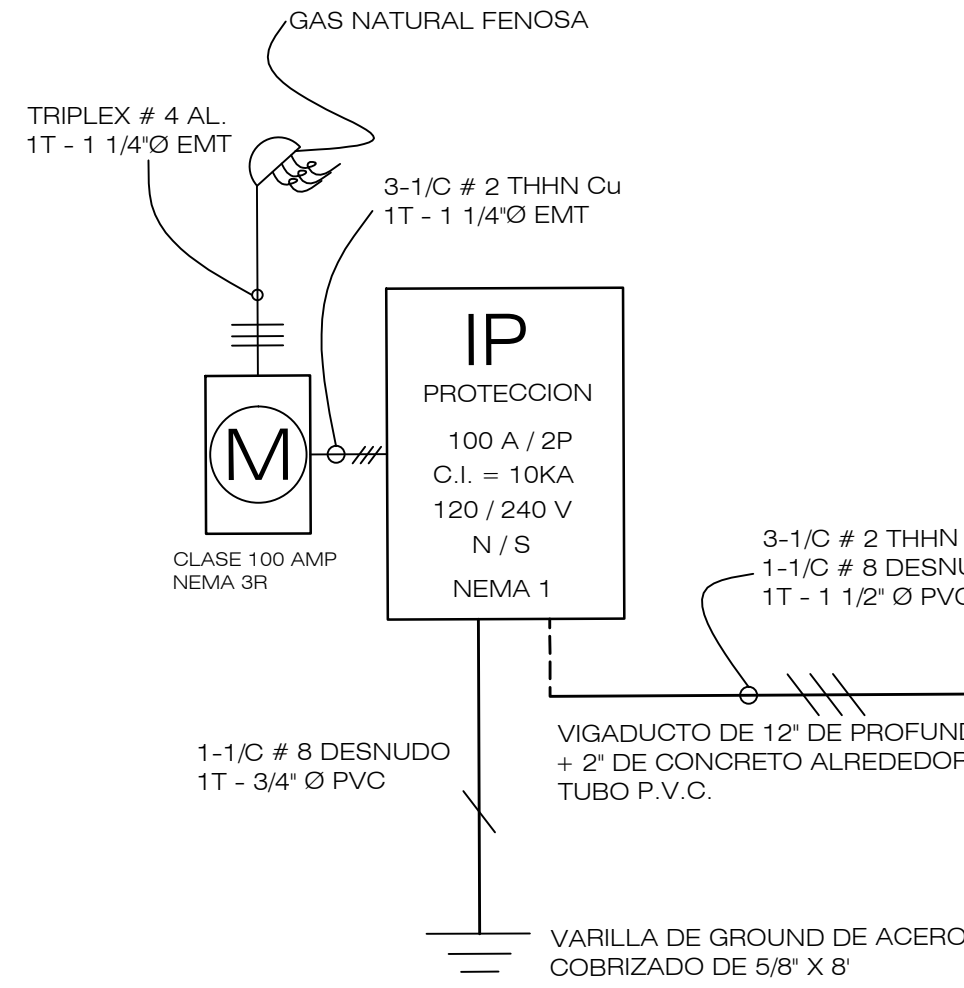 GAS NATURAL FENOSA
TRIPLEX # 4 AL.
1T - 1 1/4"Ø EMT
3-1/C # 2 THHN Cu
1T - 1 1/4"Ø EMT
IP
PROTECCION
100 A / 2P
C.I. = 10KA
120 / 240 V
N / S
NEMA 1
M
CLASE 100 AMP
NEMA 3R
3-1/C # 2 THHN
1-1/C # 8 DESNU
1T - 1 1/2" Ø PVC
VIGADUCTO DE 12" DE PROFUND
+ 2" DE CONCRETO ALREDEDOR
TUBO P.V.C.
1-1/C # 8 DESNUDO
1T - 3/4" Ø PVC
VARILLA DE GROUND DE ACERO
COBRIZADO DE 5/8" X 8'